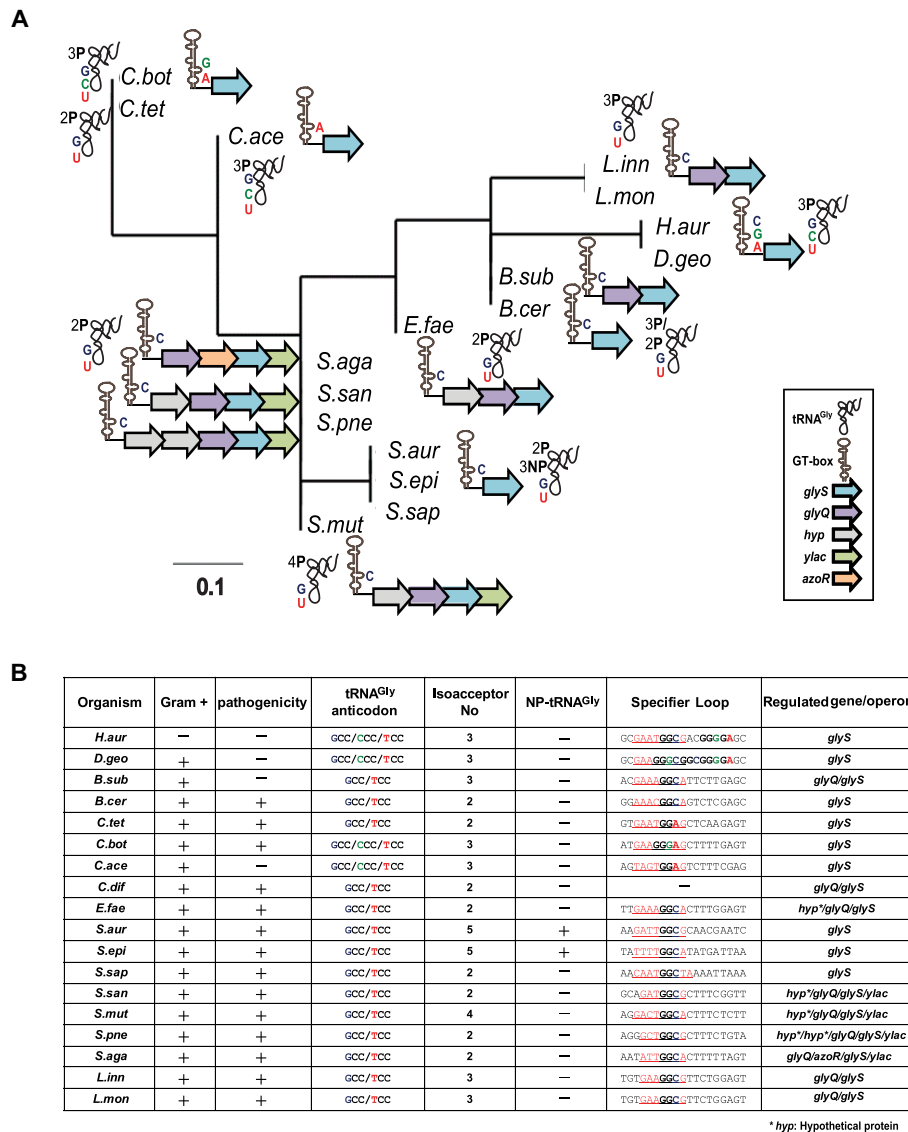 A
3P
G
C
U
C.bot
C.tet
G
A
2P
G
U
C.ace
A
3P
G
C
U
3P
G
U
L.inn
L.mon
C
H.aur
D.geo
C
G
A
3P
G
C
U
B.sub
B.cer
C
C
3P/
2P
G
U
E.fae
2P
G
U
C
2P
G
U
C
C
C
S.aga
S.san
S.pne
S.aur
S.epi
S.sap
C
2P
3NP
G
U
S.mut
4P
G
U
C
0.1
tRNAGly
GT-box
glyS
glyQ
hyp
ylac
azoR
B
Organism Gram + pathogenicity tRNAGly anticodon Isoacceptor No NP-tRNAGly Specifier Loop Regulated gene/operon
H.aur – – GCC/CCC/TCC 3 – GCGAATGGCGACGGGGAGC glyS
D.geo + – GCC/CCC/TCC 3 – GCGAAGGGCGGCGGGGAGC glyS
B.sub + – GCC/TCC 3 – ACGAAAGGCATTCTTGAGC glyQ/glyS
B.cer + + GCC/TCC 2 – GGAAACGGCAGTCTCGAGC glyS
C.tet + + GCC/TCC 2 – GTGAATGGAGCTCAAGAGT glyS
C.bot + + GCC/CCC/TCC 3 – ATGAAGGGAGCTTTTGAGT glyS
C.ace + – GCC/CCC/TCC 3 – AGTAGTGGAGTCTTTCGAG glyS
C.dif + + GCC/TCC 2 – – glyQ/glyS
E.fae + + GCC/TCC 2 – TTGAAAGGCACTTTGGAGT hyp*/glyQ/glyS
S.aur + + GCC/TCC 5 + AAGATTGGCGCAACGAATC glyS
S.epi + + GCC/TCC 5 + TATTTTGGCATATGATTAA glyS
S.sap + + GCC/TCC 2 – AACAATGGCTAAAATTAAA glyS
S.san + + GCC/TCC 2 – GCAGATGGCGCTTTCGGTT hyp*/glyQ/glyS/ylac
S.mut + + GCC/TCC 4 – AGGACTGGCACTTTCTCTT hyp*/glyQ/glyS/ylac
S.pne + + GCC/TCC 2 – AGGGCTGGCGCTTTCTGTA hyp*/hyp*/glyQ/glyS/ylac
S.aga + + GCC/TCC 2 – AATATTGGCACTTTTTAGT glyQ/azoR/glyS/ylac
L.inn + + GCC/TCC 3 – TGTGAAGGCGTTCTGGAGT glyQ/glyS
L.mon + + GCC/TCC 3 – TGTGAAGGCGTTCTGGAGT glyQ/glyS
* hyp: Hypothetical protein